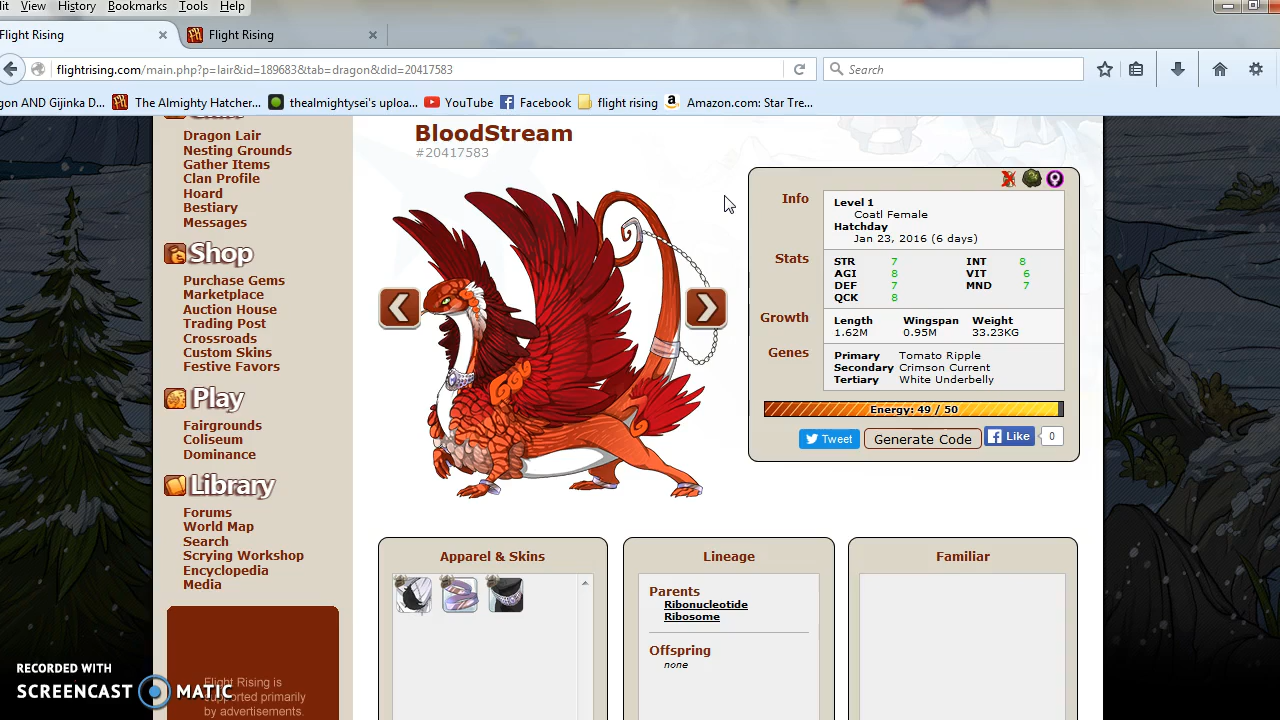 lit View History Bookmarks Tools Help
Flight Rising
Flight Rising
flightrising.com/main.php?p=lair&id=189683&tab=dragon&did=20417583
Search
gon AND Gijinka D... The Almighty Hatcher... thealmightysei's uploa... YouTube Facebook flight rising Amazon.com: Star Tre...
Dragon Lair
Nesting Grounds
Gather Items
Clan Profile
Hoard
Bestiary
Messages
Shop
Purchase Gems
Marketplace
Auction House
Trading Post
Crossroads
Custom Skins
Festive Favors
Play
Fairgrounds
Coliseum
Dominance
Library
Forums
World Map
Search
Scrying Workshop
Encyclopedia
Media
Flight Rising is
supported primarily
by advertisements.
BloodStream
#20417583
Info
Level 1
Coatl Female
Hatchday
Jan 23, 2016 (6 days)
Stats
STR 7 INT 8
AGI 8 VIT 6
DEF 7 MND 7
QCK 8
Growth
Length Wingspan Weight
1.62M 0.95M 33.23KG
Genes
Primary Tomato Ripple
Secondary Crimson Current
Tertiary White Underbelly
Energy: 49 / 50
Tweet Generate Code Like 0
Apparel & Skins
Lineage
Parents
Ribonucleotide
Ribosome
Offspring
none
Familiar
RECORDED WITH
SCREENCAST MATIC